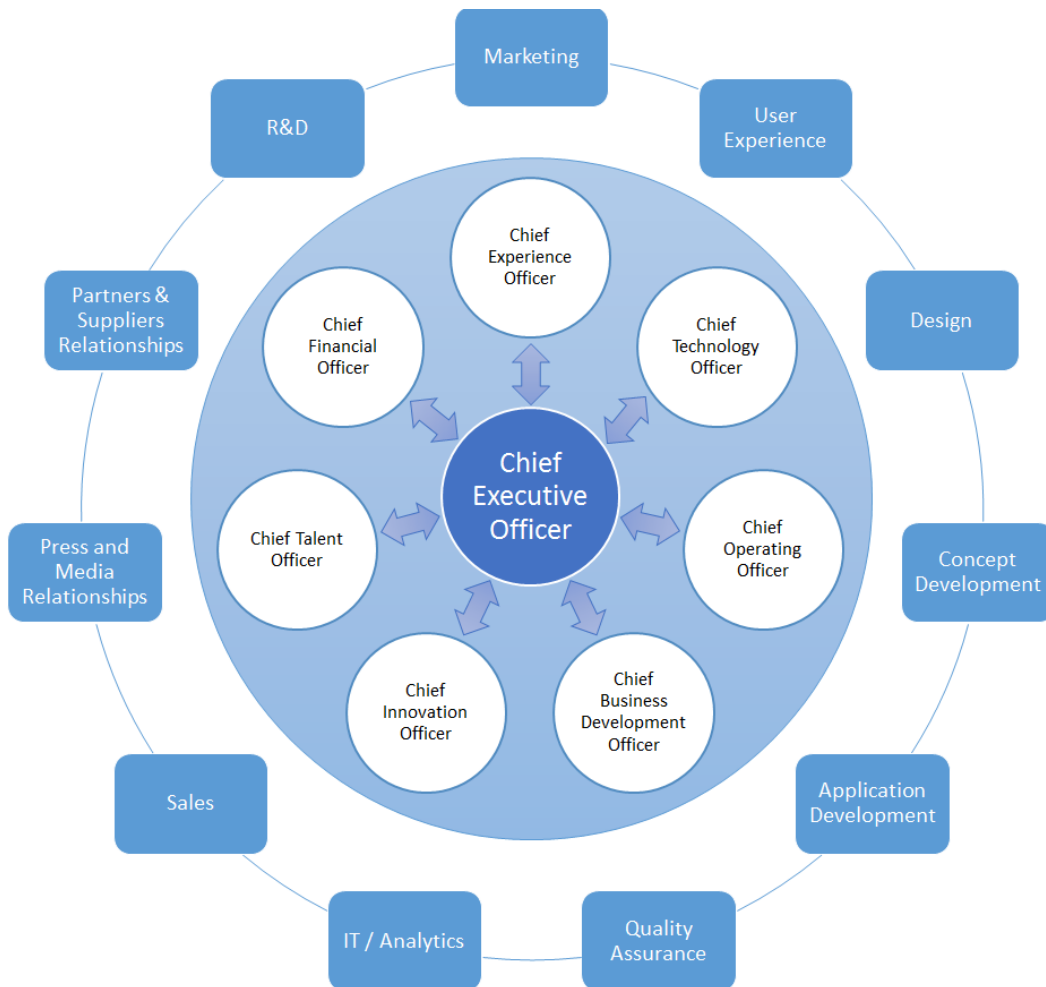 Marketing
R&D
User
Experience
Chief
Experience
Officer
Partners &
Suppliers
Relationships
Chief
Financial
Officer
Chief
Technology
Officer
Design
Chief
Executive
Officer
Press and
Media
Relationships
Chief Talent
Officer
Chief
Operating
Officer
Concept
Development
Chief
Innovation
Officer
Chief
Business
Development
Officer
Sales
Application
Development
IT / Analytics
Quality
Assurance